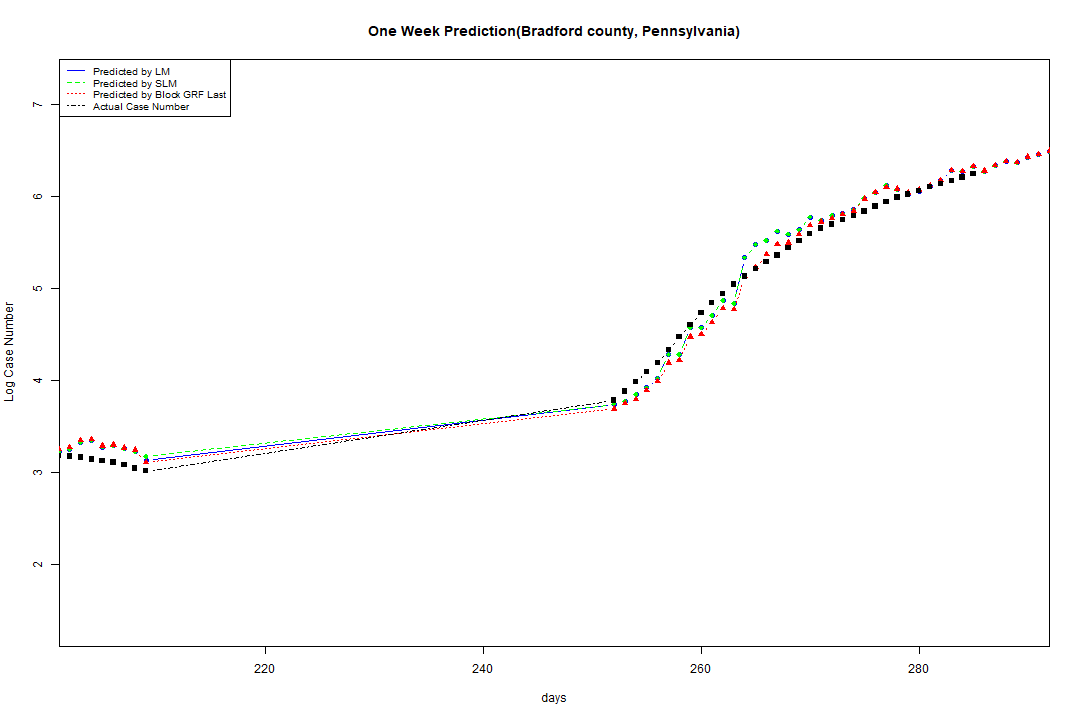 One Week Prediction(Bradford county, Pennsylvania)
Predicted by LM
Predicted by SLM
Predicted by Block GRF Last
Actual Case Number
7
6
5
4
3
2
Log Case Number
220 240 260 280
days